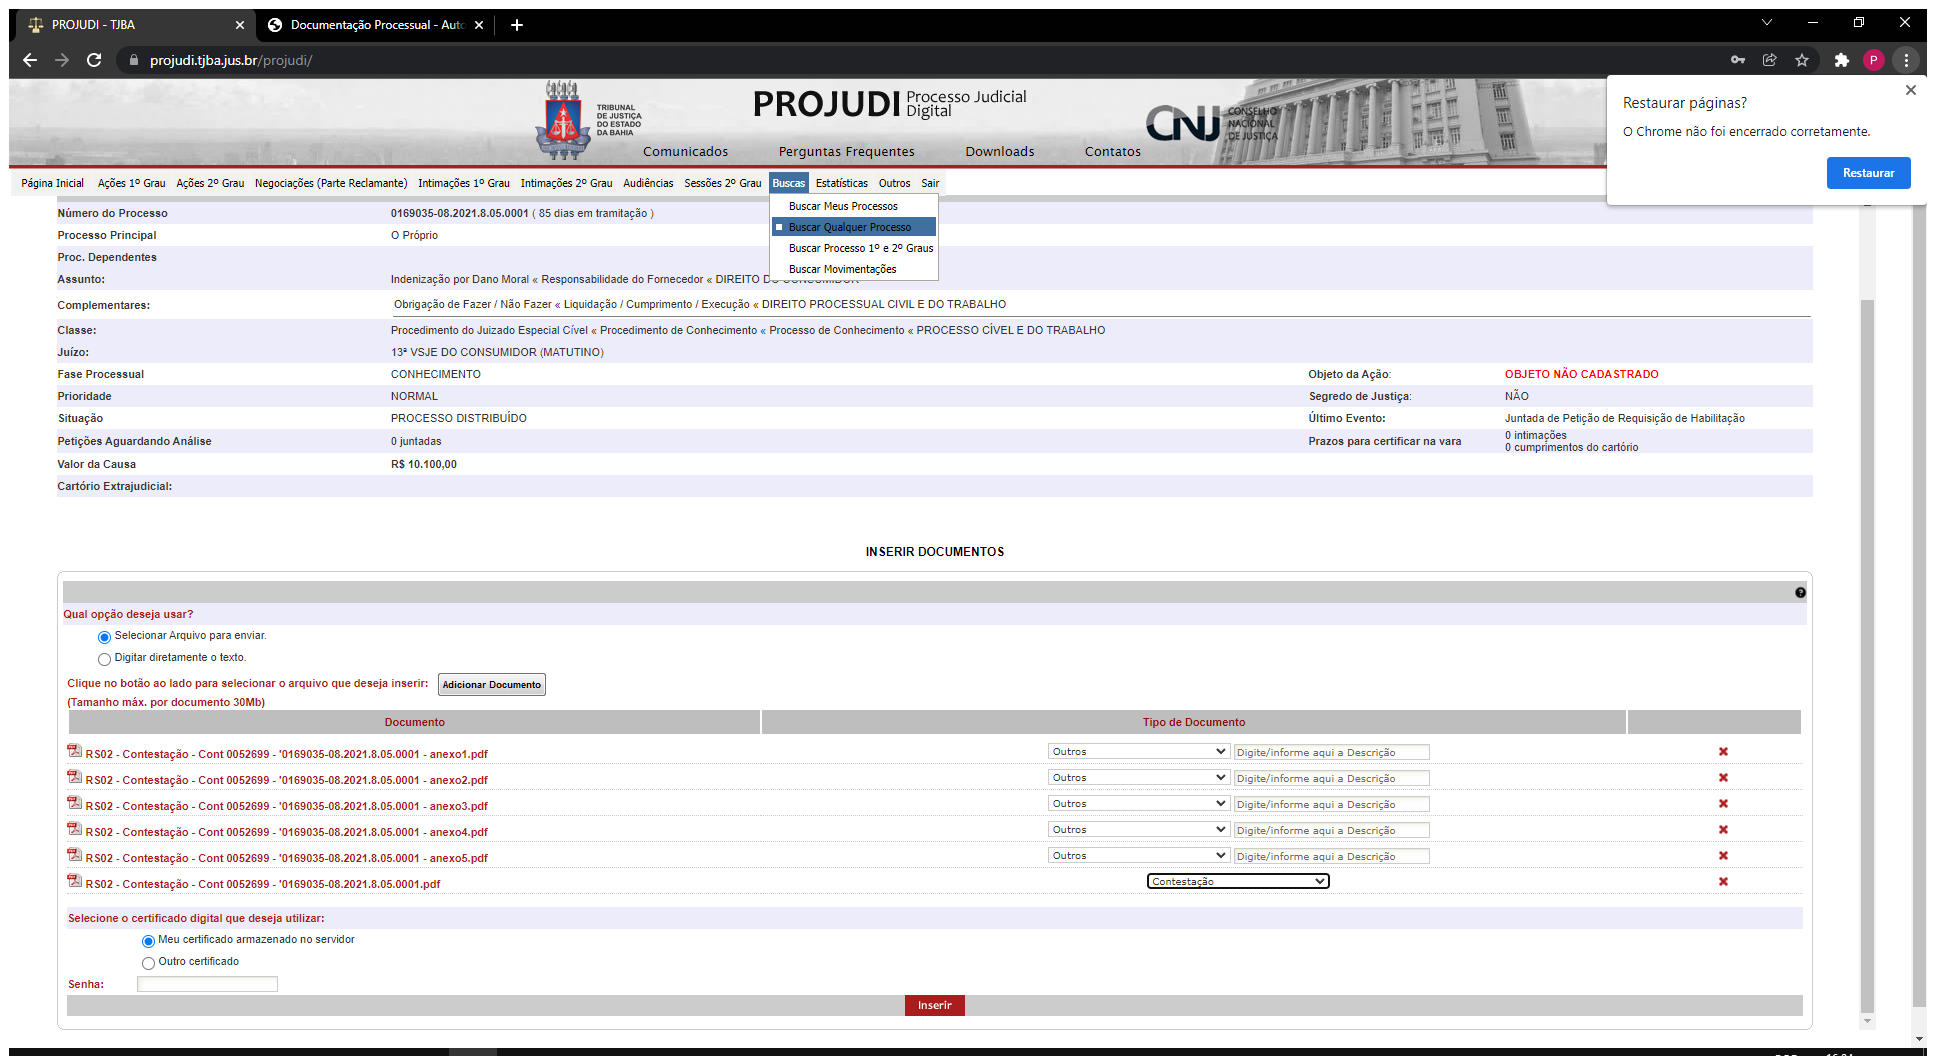 PROJUDI - TJBA
Documentação Processual - Auto
projudi.tjba.jus.br/projudi/
P
Restaurar páginas?
O Chrome não foi encerrado corretamente.
Restaurar
TRIBUNAL
DE JUSTIÇA
DO ESTADO
DA BAHIA
PROJUDI Processo Judicial
Digital
CNJ CONSELHO
NACIONAL
DE JUSTIÇA
Comunicados Perguntas Frequentes Downloads Contatos
Página Inicial Ações 1º Grau Ações 2º Grau Negociações (Parte Reclamante) Intimações 1º Grau Intimações 2º Grau Audiências Sessões 2º Grau Buscas Estatísticas Outros Sair
Buscar Meus Processos
Buscar Qualquer Processo
Buscar Processo 1º e 2º Graus
Buscar Movimentações
Número do Processo 0169035-08.2021.8.05.0001 ( 85 dias em tramitação )
Processo Principal O Próprio
Proc. Dependentes
Assunto: Indenização por Dano Moral « Responsabilidade do Fornecedor « DIREITO DO CONSUMIDOR
Complementares: Obrigação de Fazer / Não Fazer « Liquidação / Cumprimento / Execução « DIREITO PROCESSUAL CIVIL E DO TRABALHO
Classe: Procedimento do Juizado Especial Cível « Procedimento de Conhecimento « Processo de Conhecimento « PROCESSO CÍVEL E DO TRABALHO
Juízo: 13ª VSJE DO CONSUMIDOR (MATUTINO)
Fase Processual CONHECIMENTO Objeto da Ação: OBJETO NÃO CADASTRADO
Prioridade NORMAL Segredo de Justiça: NÃO
Situação PROCESSO DISTRIBUÍDO Último Evento: Juntada de Petição de Requisição de Habilitação
Petições Aguardando Análise 0 juntadas Prazos para certificar na vara 0 intimações
0 cumprimentos do cartório
Valor da Causa R$ 10.100,00
Cartório Extrajudicial:
INSERIR DOCUMENTOS
Qual opção deseja usar?
Selecionar Arquivo para enviar.
Digitar diretamente o texto.
Clique no botão ao lado para selecionar o arquivo que deseja inserir: Adicionar Documento
(Tamanho máx. por documento 30Mb)
Documento Tipo de Documento
RS02 - Contestação - Cont 0052699 - '0169035-08.2021.8.05.0001 - anexo1.pdf Outros Digite/informe aqui a Descrição
RS02 - Contestação - Cont 0052699 - '0169035-08.2021.8.05.0001 - anexo2.pdf Outros Digite/informe aqui a Descrição
RS02 - Contestação - Cont 0052699 - '0169035-08.2021.8.05.0001 - anexo3.pdf Outros Digite/informe aqui a Descrição
RS02 - Contestação - Cont 0052699 - '0169035-08.2021.8.05.0001 - anexo4.pdf Outros Digite/informe aqui a Descrição
RS02 - Contestação - Cont 0052699 - '0169035-08.2021.8.05.0001 - anexo5.pdf Outros Digite/informe aqui a Descrição
RS02 - Contestação - Cont 0052699 - '0169035-08.2021.8.05.0001.pdf Contestação
Selecione o certificado digital que deseja utilizar:
Meu certificado armazenado no servidor
Outro certificado
Senha:
Inserir